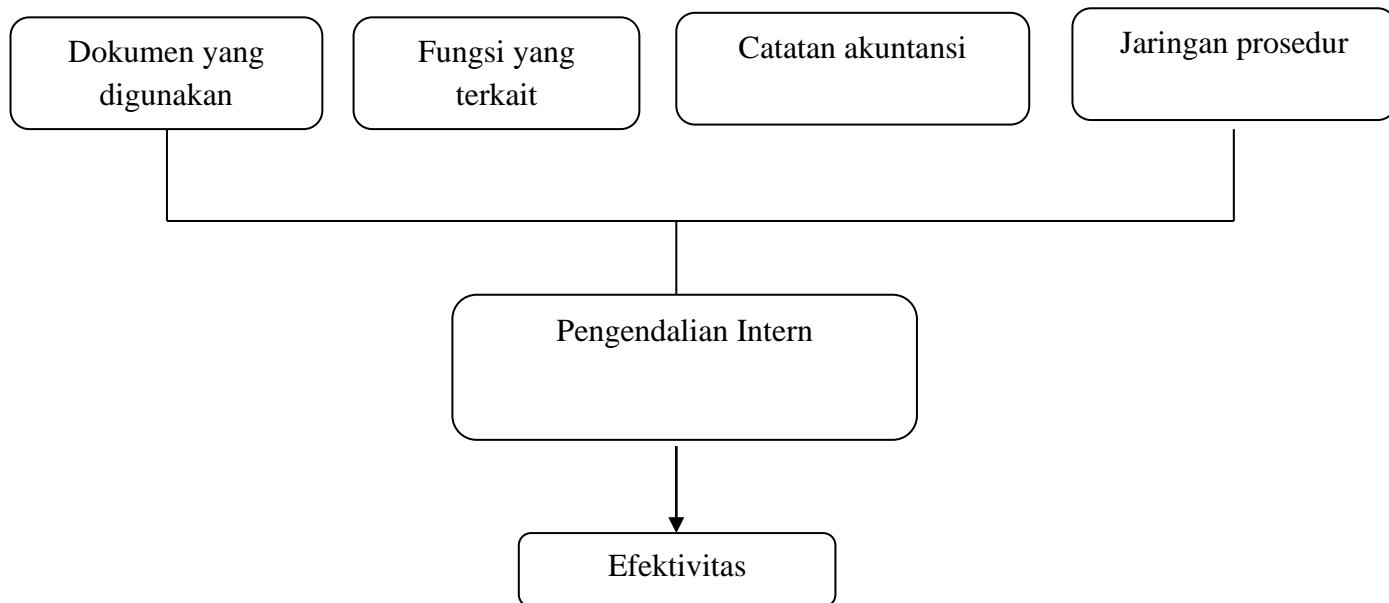 Dokumen yang
digunakan
Fungsi yang
terkait
Catatan akuntansi
Jaringan prosedur
Pengendalian Intern
Efektivitas